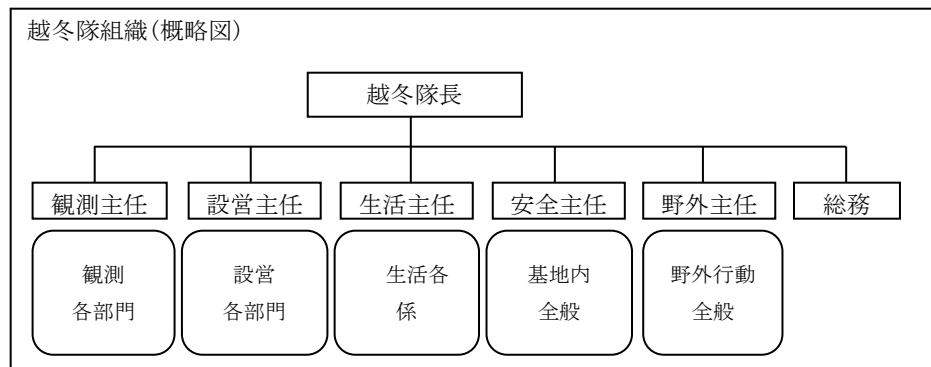 越冬隊組織(概略図)
越冬隊長
観測主任
設営主任
生活主任
安全主任
野外主任
総務
観測
各部門
設営
各部門
生活各
係
基地内
全般
野外行動
全般